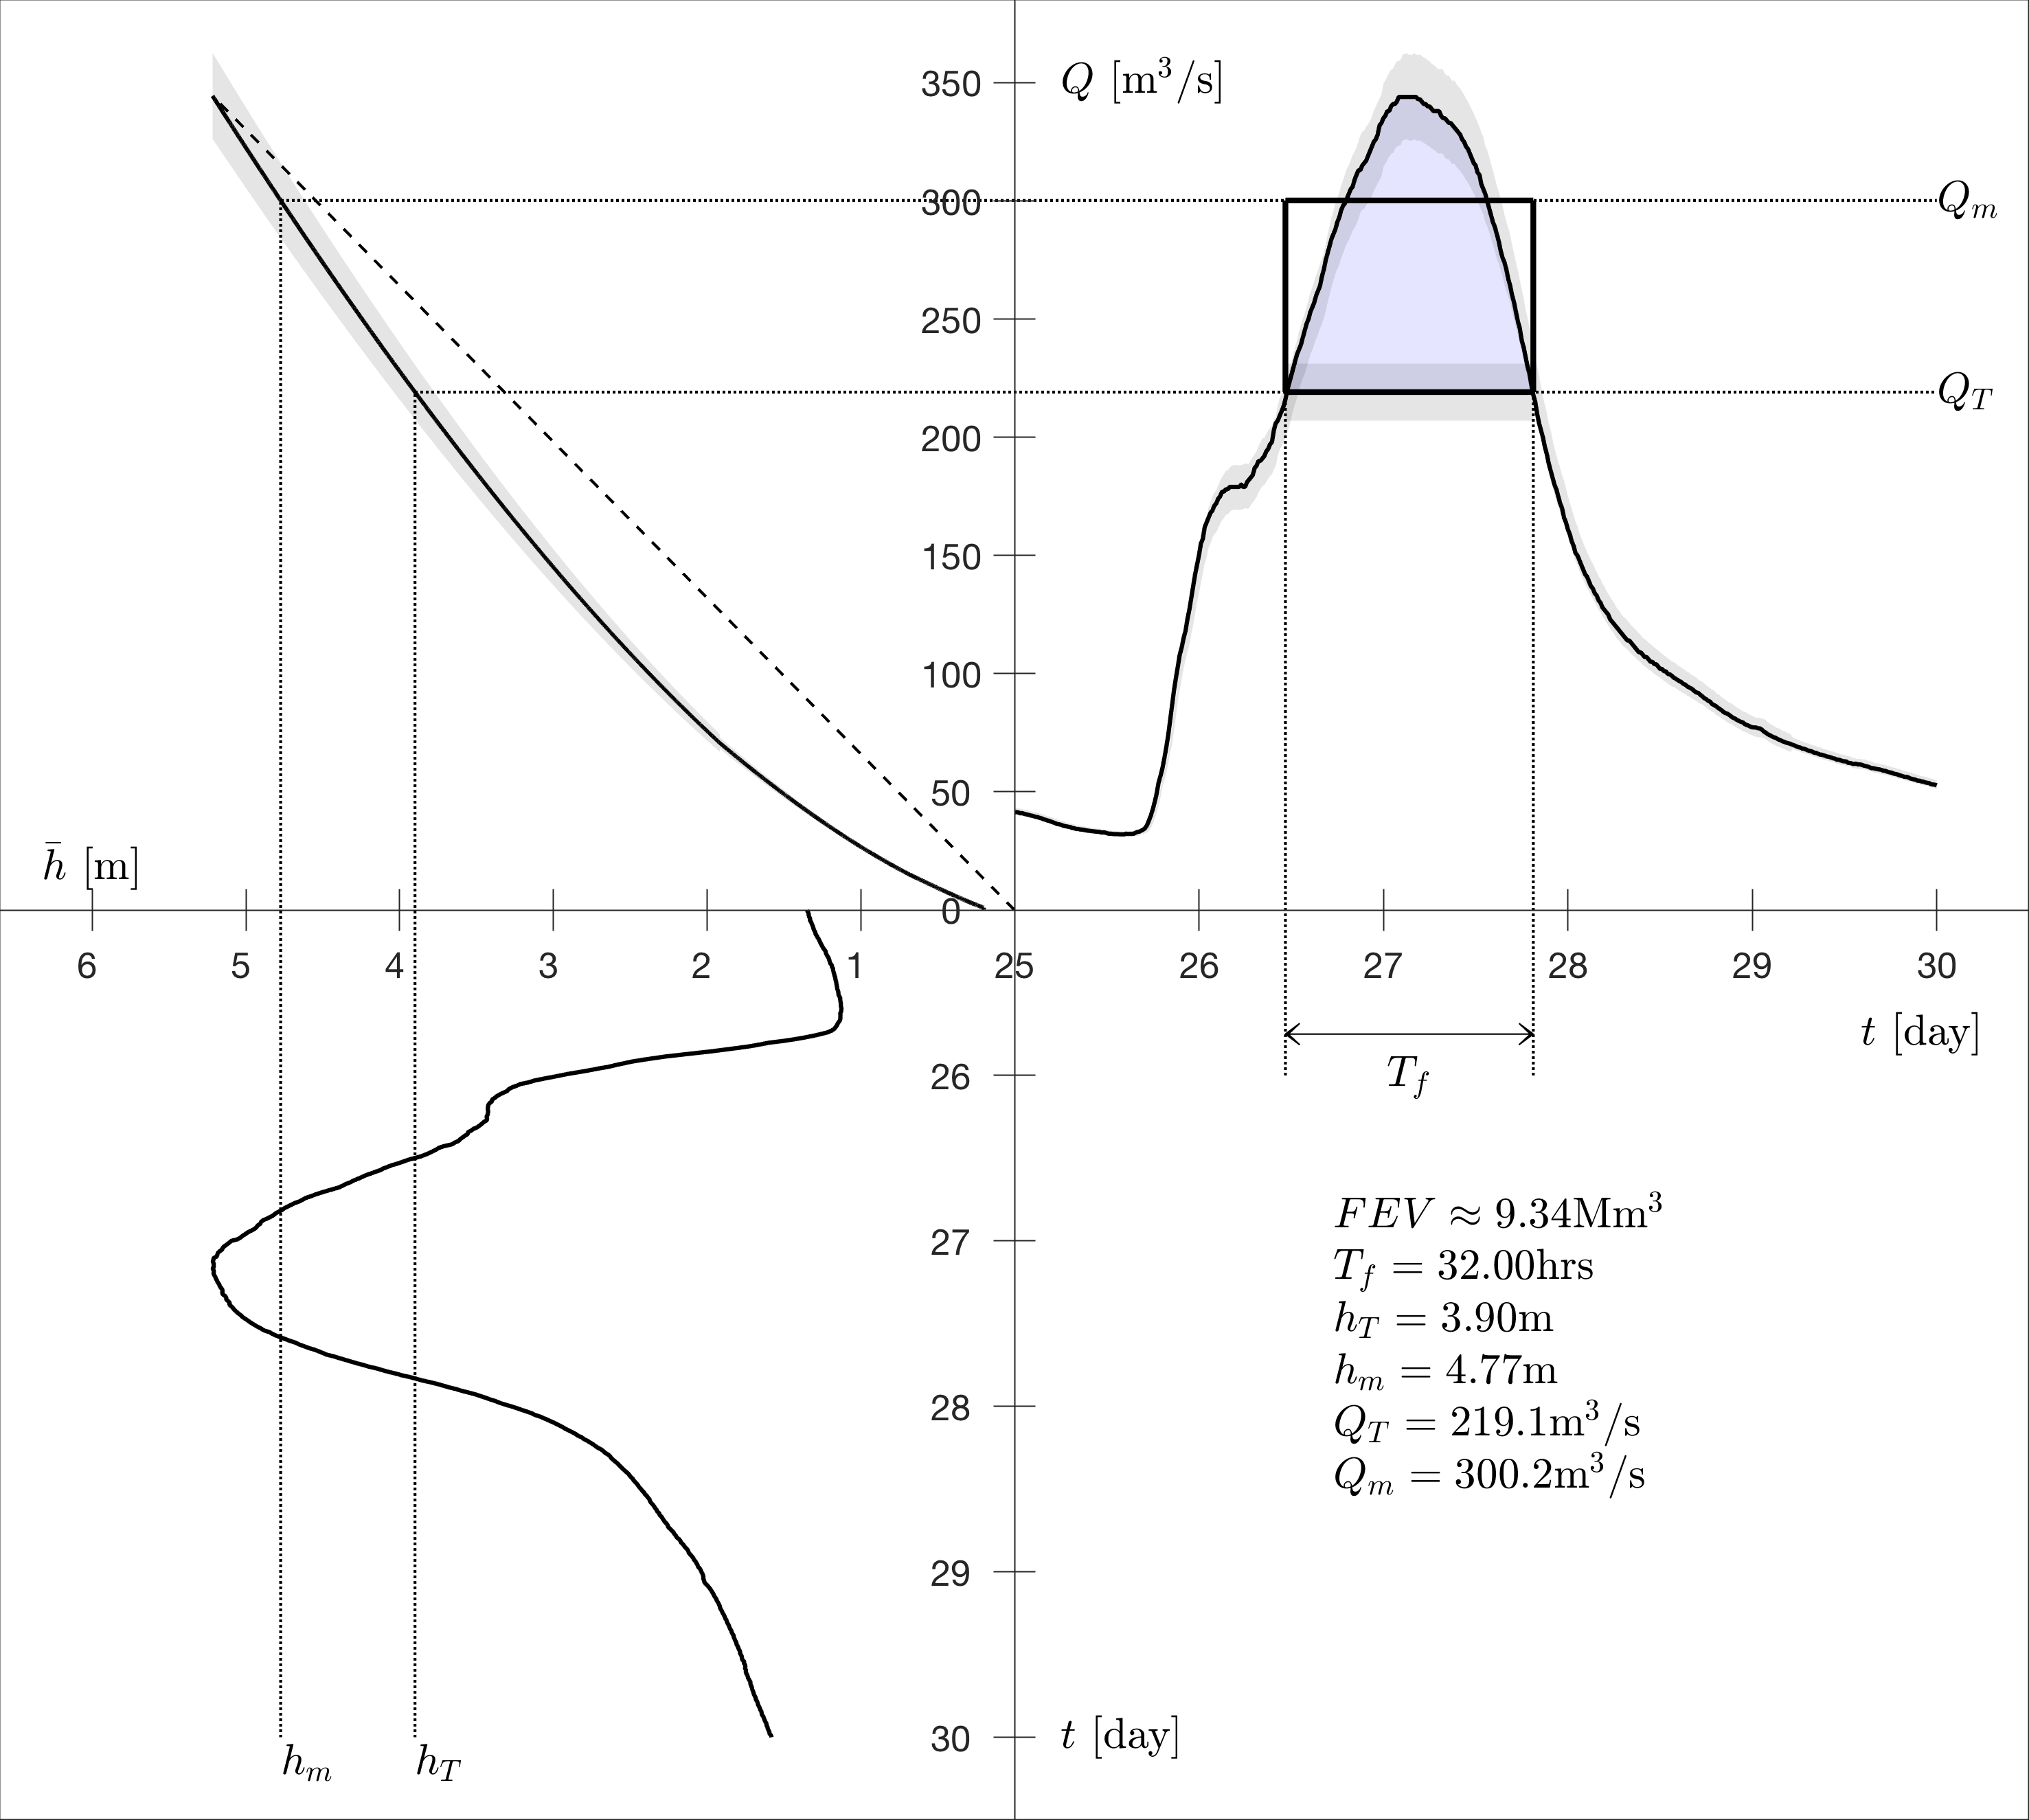 350
Q [m³/s]
300
Q_m
250
Q_T
200
150
100
50
h̄ [m]
0
6 5 4 3 2 1 25 26 27 28 29 30
t [day]
T_f
26
27
28
29
30
FEV ≈ 9.34Mm³
T_f = 32.00hrs
h_T = 3.90m
h_m = 4.77m
Q_T = 219.1m³/s
Q_m = 300.2m³/s
t [day]
h_m h_T